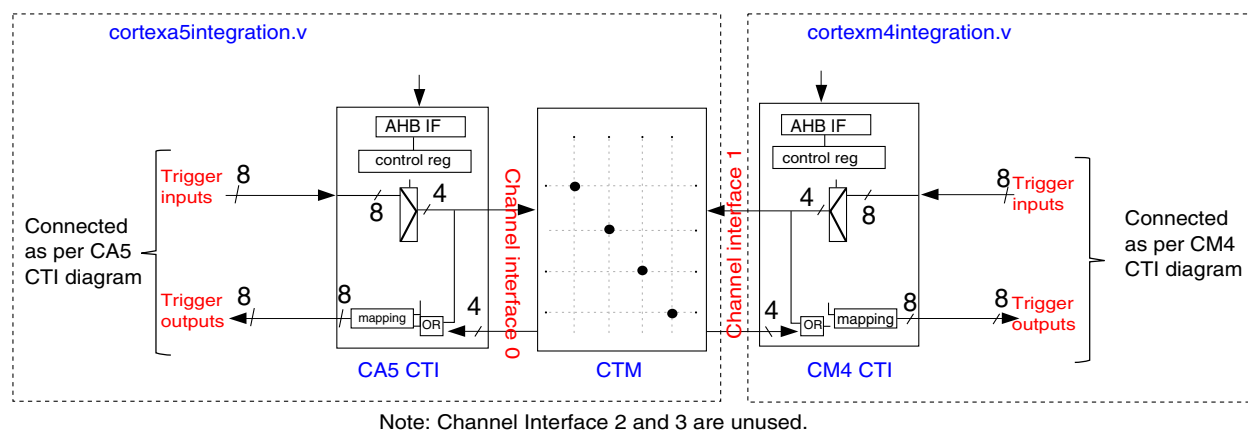 cortexa5integration.v
cortexm4integration.v
AHB IF
control reg
8
Trigger
inputs
8
4
Connected
as per CA5
CTI diagram
8
Trigger
outputs
8
mapping
OR
4
CA5 CTI
Channel interface 0
CTM
Channel interface 1
AHB IF
control reg
4
8
8
Trigger
inputs
Connected
as per CM4
CTI diagram
4
OR
mapping
8
8
Trigger
outputs
CM4 CTI
Note: Channel Interface 2 and 3 are unused.